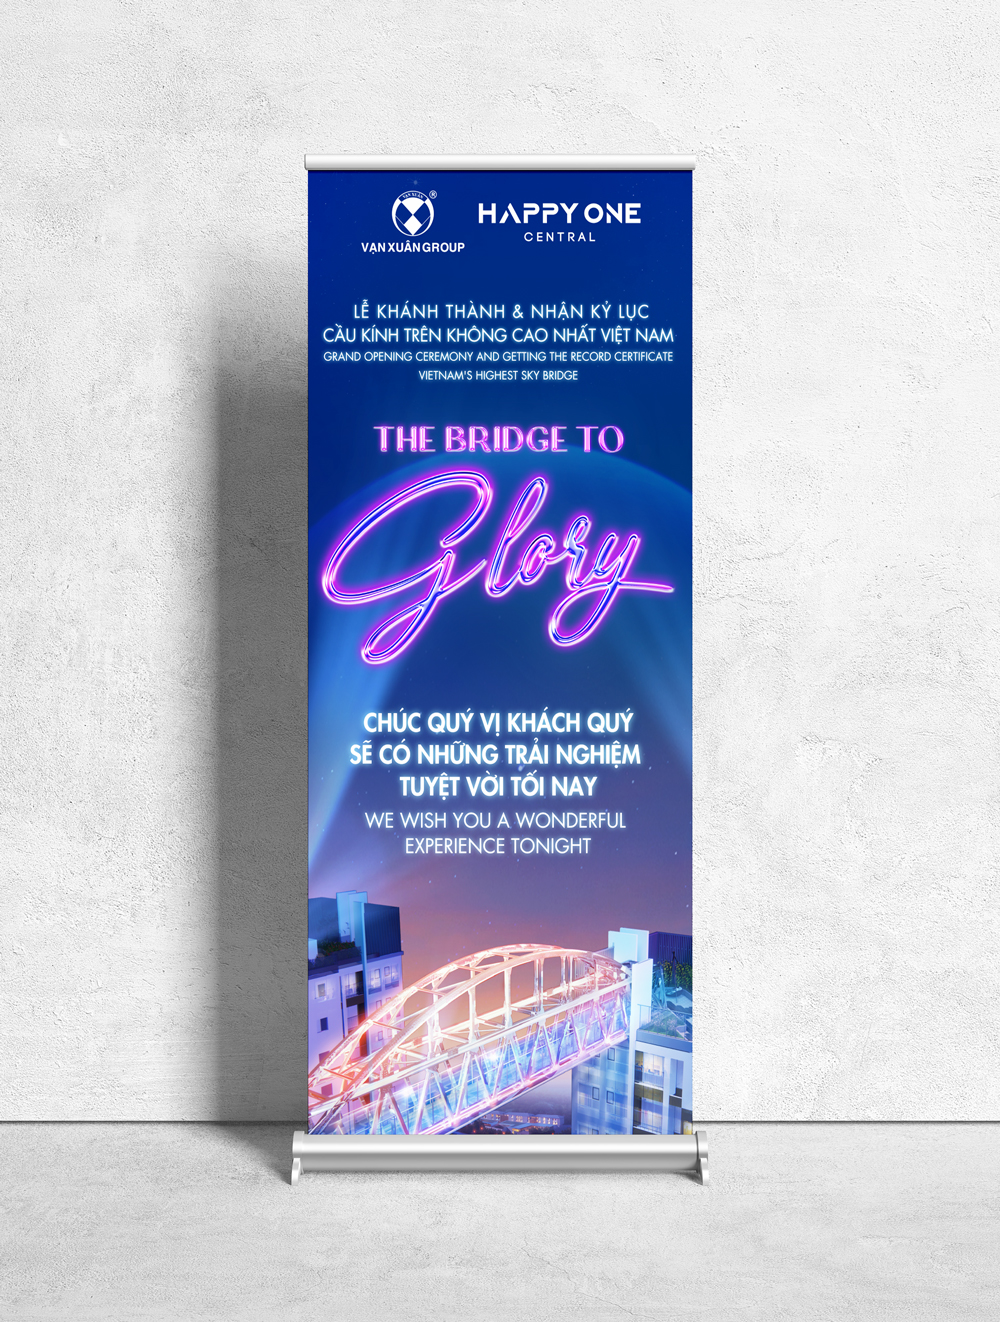 VẠN XUÂN
®
VẠN XUÂN GROUP
HAPPY ONE
CENTRAL
LỄ KHÁNH THÀNH & NHẬN KỶ LỤC
CẦU KÍNH TRÊN KHÔNG CAO NHẤT VIỆT NAM
GRAND OPENING CEREMONY AND GETTING THE RECORD CERTIFICATE
VIETNAM'S HIGHEST SKY BRIDGE
THE BRIDGE TO
Glory
CHÚC QUÝ VỊ KHÁCH QUÝ
SẼ CÓ NHỮNG TRẢI NGHIỆM
TUYỆT VỜI TỐI NAY
WE WISH YOU A WONDERFUL
EXPERIENCE TONIGHT